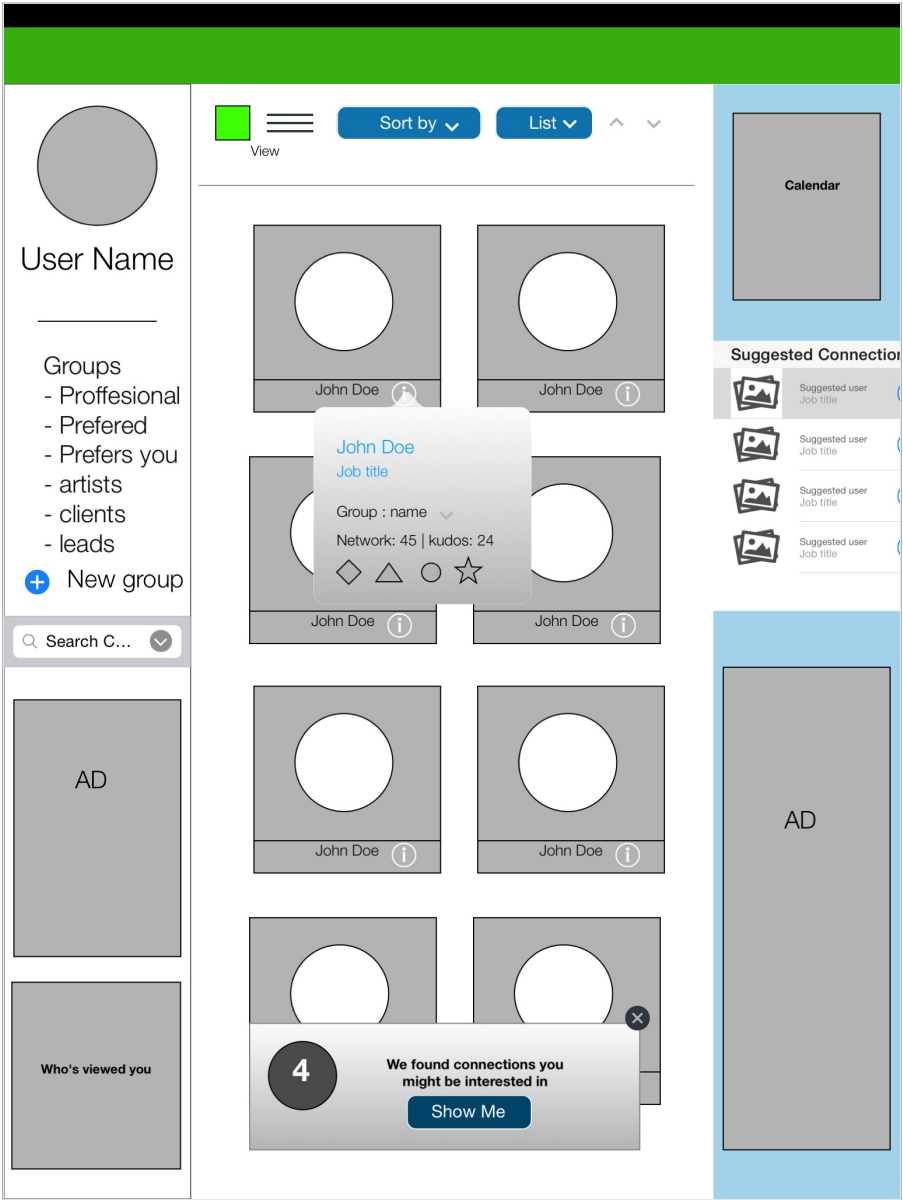 User Name
Groups
- Proffesional
- Prefered
- Prefers you
- artists
- clients
- leads
New group
Search C...
AD
Who's viewed you
View
Sort by
List
John Doe
John Doe
John Doe
Job title
Group : name
Network: 45 | kudos: 24
John Doe
John Doe
John Doe
John Doe
4
We found connections you
might be interested in
Show Me
Calendar
Suggested Connection
Suggested user
Job title
Suggested user
Job title
Suggested user
Job title
Suggested user
Job title
AD